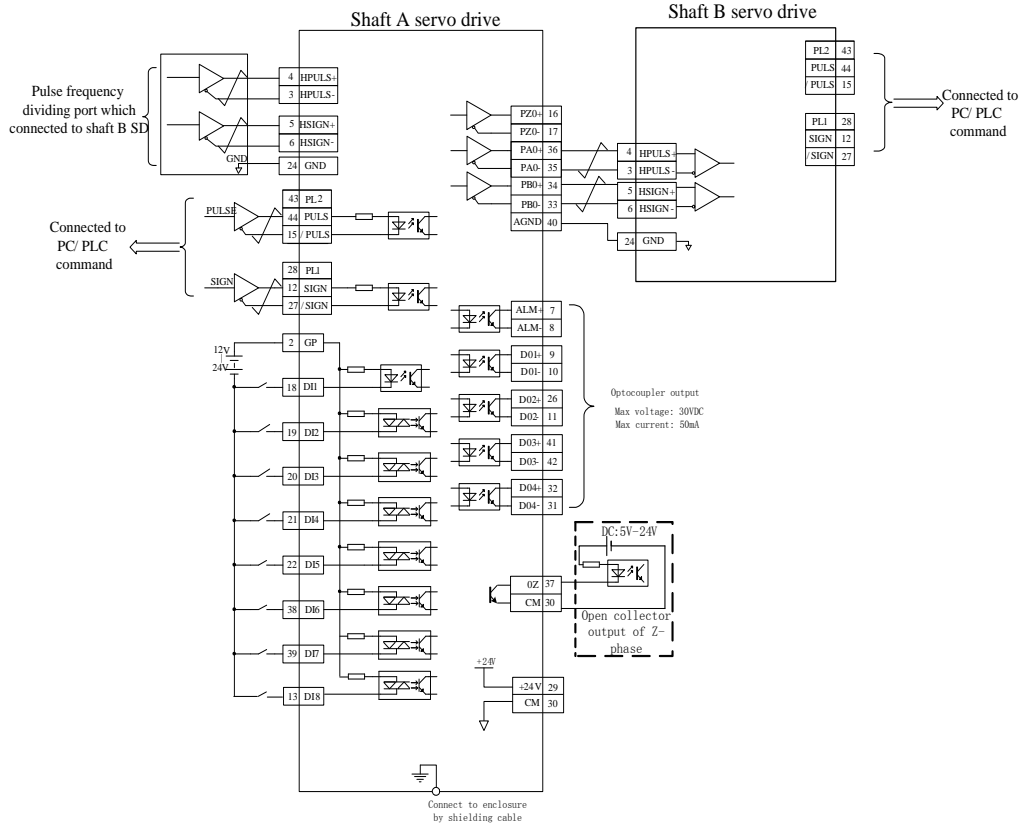 Shaft A servo drive
Shaft B servo drive
Pulse frequency
dividing port which
connected to shaft B SD
4 HPULS+
3 HPULS-
5 HSIGN+
6 HSIGN-
GND
24 GND
43 PL2
PULSE
44 PULS
15 / PULS
Connected to
PC/ PLC
command
28 PL1
SIGN
12 SIGN
27 /SIGN
2 GP
12V
24V
18 DI1
19 DI2
20 DI3
21 DI4
22 DI5
38 DI6
39 DI7
13 DI8
PZ0+ 16
PZ0- 17
PA0+ 36
PA0- 35
PB0+ 34
PB0- 33
AGND 40
4 HPULS+
3 HPULS-
5 HSIGN+
6 HSIGN-
24 GND
PL2 43
PULS 44
/ PULS 15
PL1 28
SIGN 12
/SIGN 27
Connected to
PC/ PLC
command
ALM+ 7
ALM- 8
D01+ 9
D01- 10
D02+ 26
D02- 11
D03+ 41
D03- 42
D04+ 32
D04- 31
Optocoupler output
Max voltage: 30VDC
Max current: 50mA
DC:5V-24V
0Z 37
CM 30
Open collector
output of Z-
phase
+24V
+24V 29
CM 30
Connect to enclosure
by shielding cable